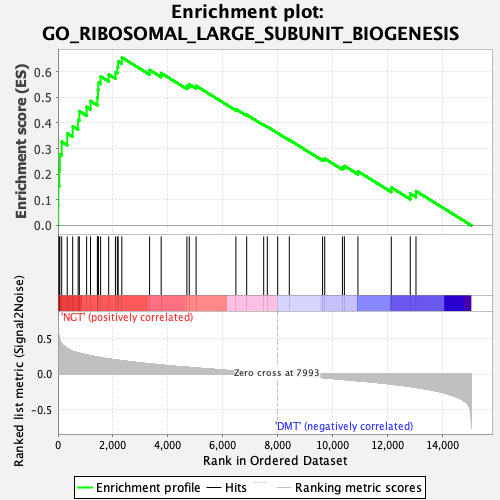 Enrichment plot:
GO_RIBOSOMAL_LARGE_SUBUNIT_BIOGENESIS
Enrichment score (ES)
0.6
0.5
0.4
0.3
0.2
0.1
0.0
'NGT' (positively correlated)
Ranked list metric (Signal2Noise)
0.5
0.0
-0.5
Zero cross at 7993
'DMT' (negatively correlated)
0 2,000 4,000 6,000 8,000 10,000 12,000 14,000
Rank in Ordered Dataset
Enrichment profile Hits Ranking metric scores